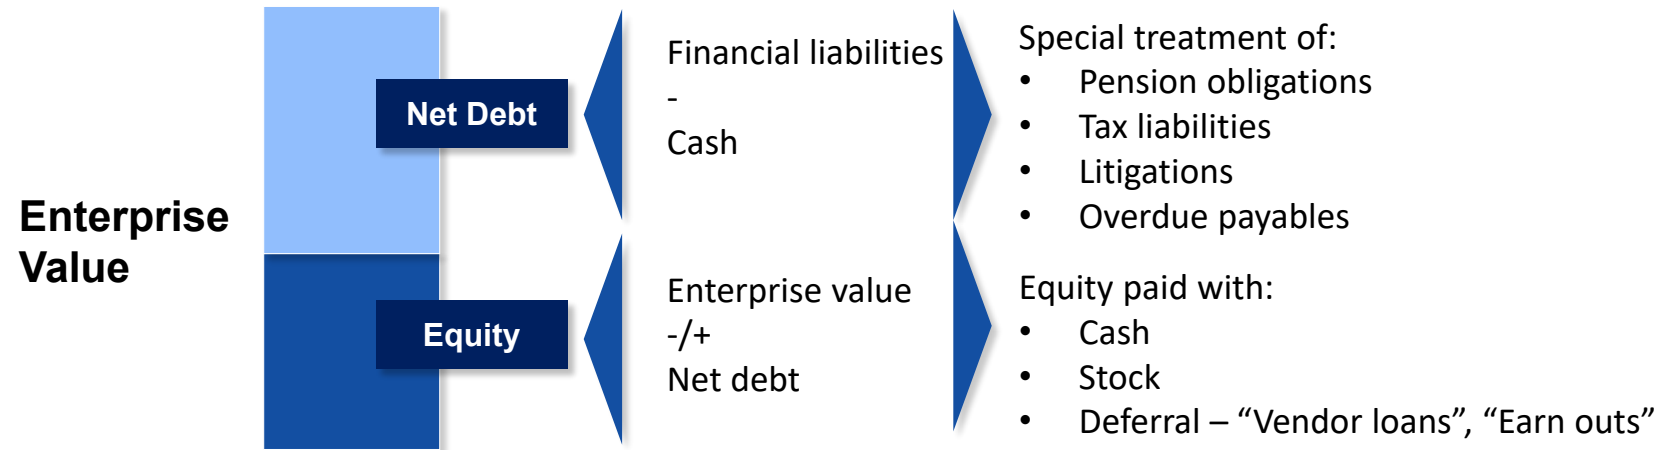 Enterprise
Value
Net Debt
Equity
Financial liabilities
-
Cash
Enterprise value
-/+
Net debt
Special treatment of:
• Pension obligations
• Tax liabilities
• Litigations
• Overdue payables
Equity paid with:
• Cash
• Stock
• Deferral – “Vendor loans”, “Earn outs”